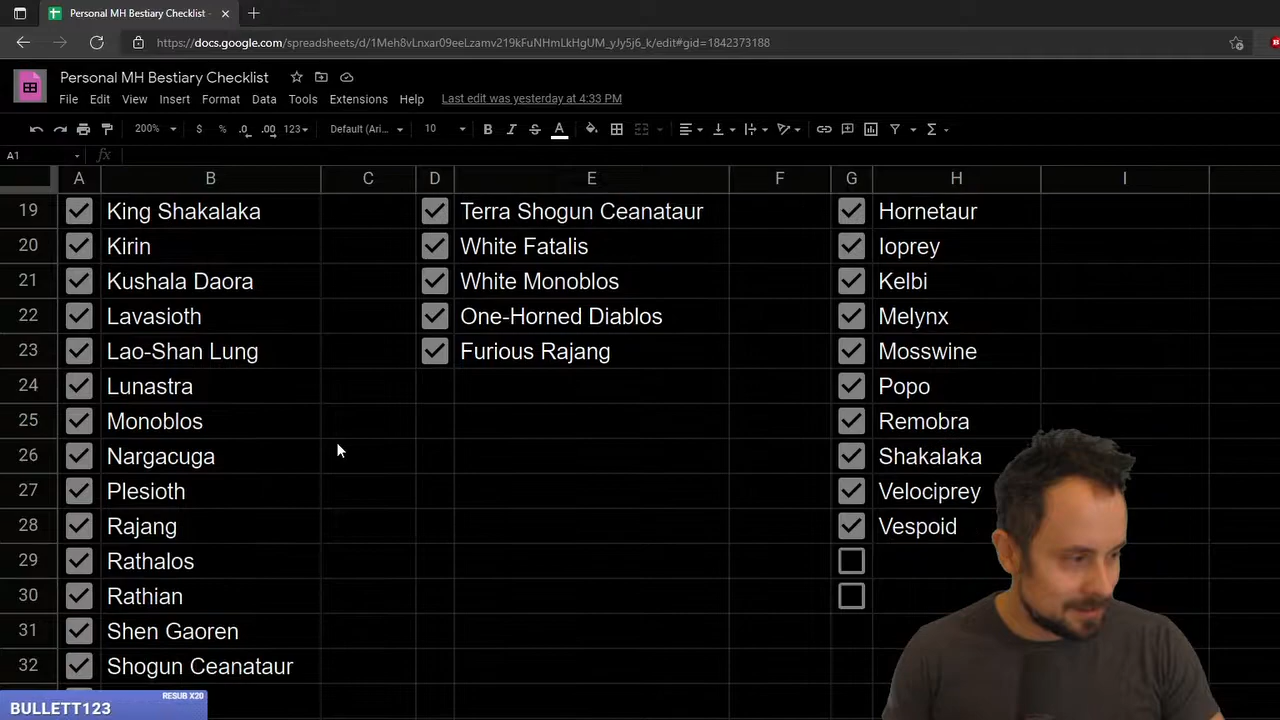 Personal MH Bestiary Checklist
https://docs.google.com/spreadsheets/d/1Meh8vLnxar09eeLzamv219kFuNHmLkHgUM_yJy5j6_k/edit#gid=1842373188
Personal MH Bestiary Checklist
File Edit View Insert Format Data Tools Extensions Help Last edit was yesterday at 4:33 PM
200% $ % .0 .00 123 Default (Ari... 10 B I S A Σ
A1 fx
A B C D E F G H I
19 King Shakalaka Terra Shogun Ceanataur Hornetaur
20 Kirin White Fatalis Ioprey
21 Kushala Daora White Monoblos Kelbi
22 Lavasioth One-Horned Diablos Melynx
23 Lao-Shan Lung Furious Rajang Mosswine
24 Lunastra Popo
25 Monoblos Remobra
26 Nargacuga Shakalaka
27 Plesioth Velociprey
28 Rajang Vespoid
29 Rathalos
30 Rathian
31 Shen Gaoren
32 Shogun Ceanataur
RESUB X20
BULLETT123